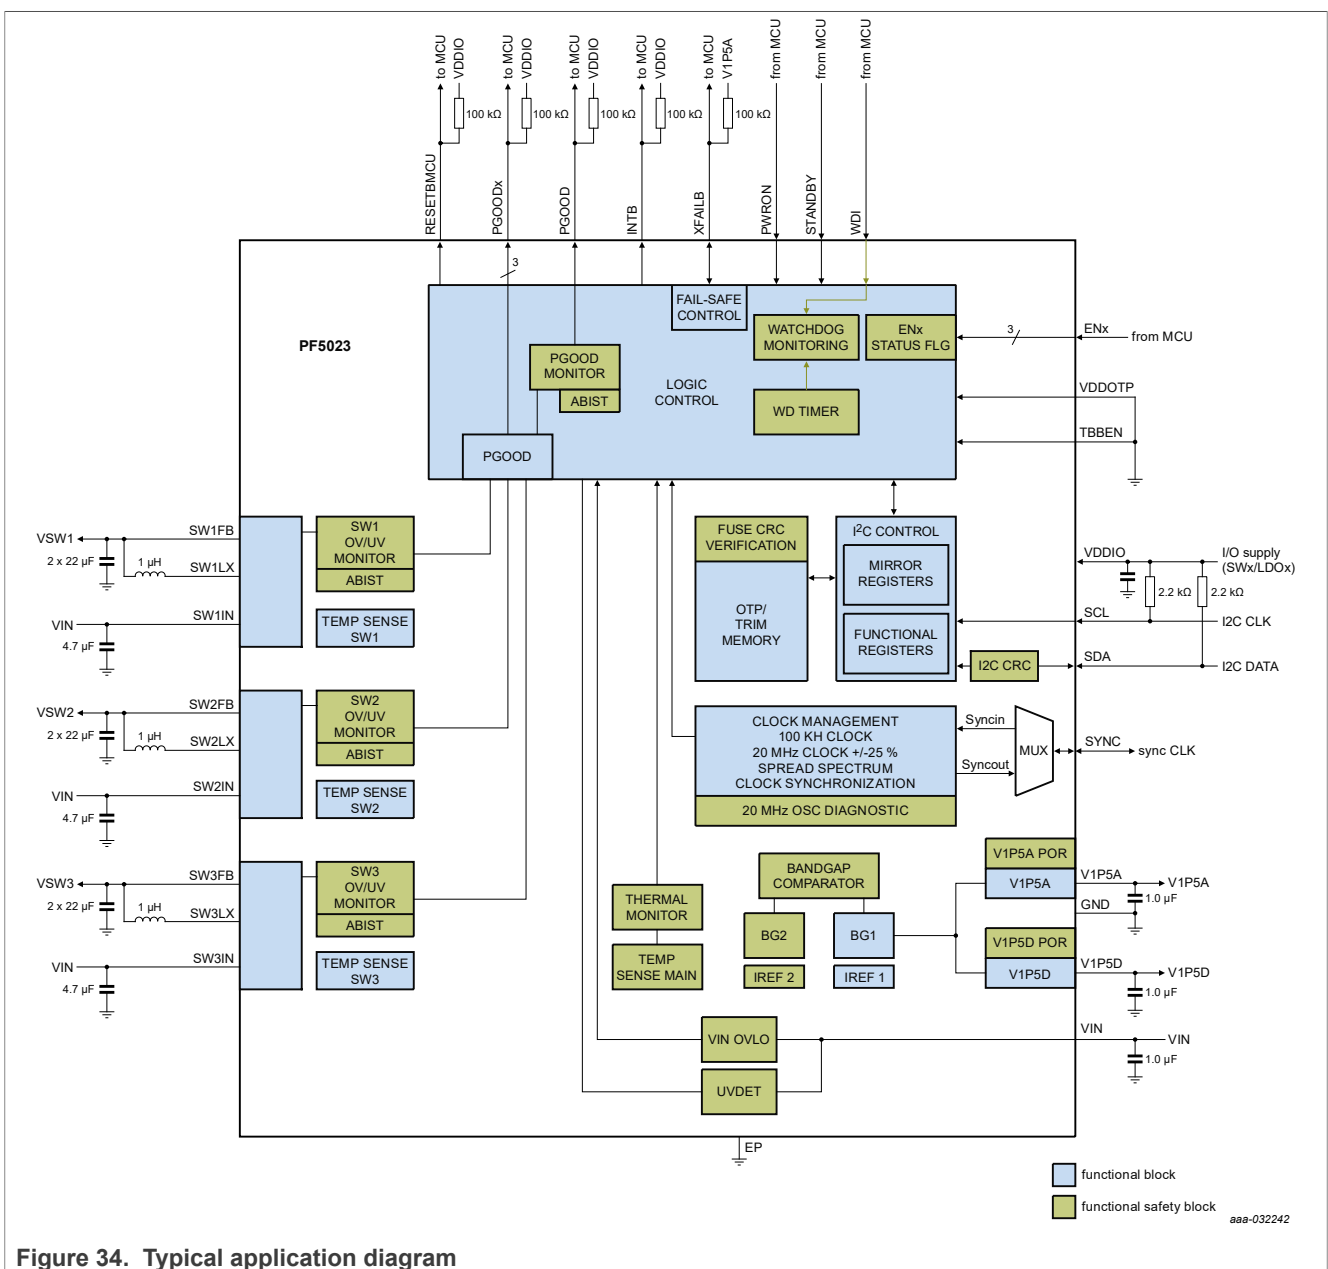 to MCU
VDDIO
to MCU
VDDIO
to MCU
VDDIO
to MCU
VDDIO
to MCU
V1P5A
from MCU
from MCU
from MCU
100 kΩ
100 kΩ
100 kΩ
100 kΩ
100 kΩ
RESETBMCU
PGOODx
PGOOD
INTB
XFAILB
PWRON
STANDBY
WDI
3
PF5023
FAIL-SAFE
CONTROL
WATCHDOG
MONITORING
ENx
STATUS FLG
PGOOD
MONITOR
ABIST
LOGIC
CONTROL
WD TIMER
PGOOD
3
ENx
from MCU
VDDOTP
TBBEN
VSW1
2 x 22 µF
1 µH
SW1FB
SW1LX
SW1IN
VIN
4.7 µF
SW1
OV/UV
MONITOR
ABIST
TEMP SENSE
SW1
FUSE CRC
VERIFICATION
OTP/
TRIM
MEMORY
I2C CONTROL
MIRROR
REGISTERS
FUNCTIONAL
REGISTERS
I2C CRC
VDDIO
I/O supply
(SWx/LDOx)
2.2 kΩ
2.2 kΩ
SCL
I2C CLK
SDA
I2C DATA
VSW2
2 x 22 µF
1 µH
SW2FB
SW2LX
SW2IN
VIN
4.7 µF
SW2
OV/UV
MONITOR
ABIST
TEMP SENSE
SW2
CLOCK MANAGEMENT
100 KH CLOCK
20 MHz CLOCK +/-25 %
SPREAD SPECTRUM
CLOCK SYNCHRONIZATION
20 MHz OSC DIAGNOSTIC
Syncin
Syncout
MUX
SYNC
sync CLK
VSW3
2 x 22 µF
1 µH
SW3FB
SW3LX
SW3IN
VIN
4.7 µF
SW3
OV/UV
MONITOR
ABIST
TEMP SENSE
SW3
THERMAL
MONITOR
TEMP
SENSE MAIN
BANDGAP
COMPARATOR
BG2
BG1
IREF 2
IREF 1
V1P5A POR
V1P5A
V1P5D POR
V1P5D
V1P5A
V1P5A
1.0 µF
GND
V1P5D
V1P5D
1.0 µF
VIN OVLO
UVDET
VIN
VIN
1.0 µF
EP
functional block
functional safety block
aaa-032242
Figure 34. Typical application diagram